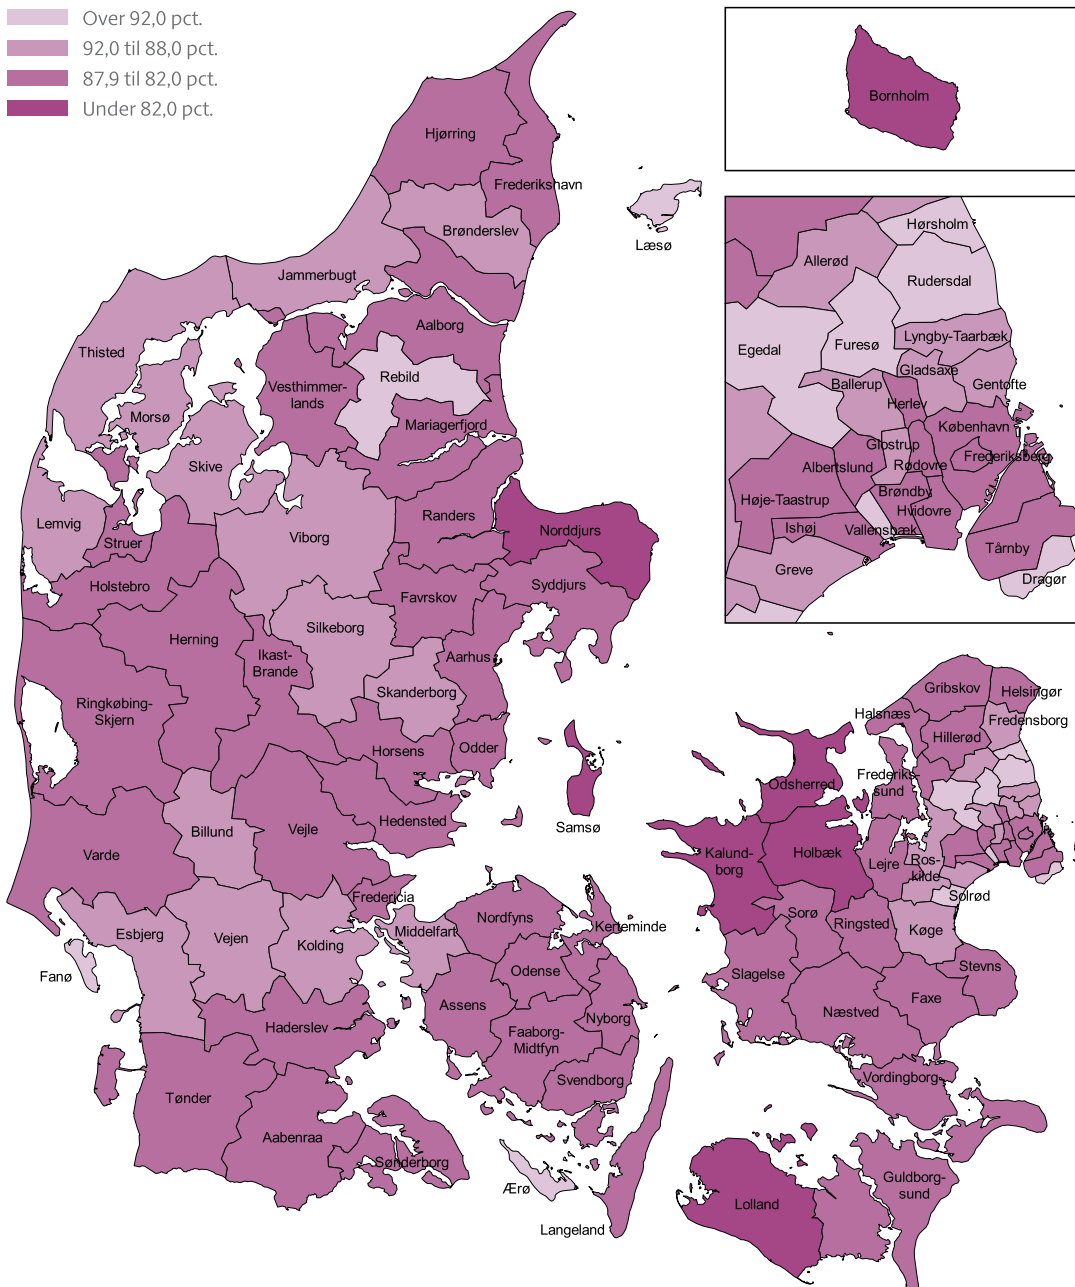 Over 92,0 pct.
92,0 til 88,0 pct.
87,9 til 82,0 pct.
Under 82,0 pct.
Bornholm
Hjørring
Frederikshavn
Læsø
Brønderslev
Jammerbugt
Aalborg
Thisted
Rebild
Vesthimmer-
lands
Morsø
Mariagerfjord
Skive
Lemvig
Struer
Viborg
Randers
Norddjurs
Holstebro
Favrskov
Syddjurs
Silkeborg
Herning
Ikast-
Brande
Aarhus
Skanderborg
Ringkøbing-
Skjern
Horsens
Odder
Samsø
Billund
Vejle
Hedensted
Varde
Fredericia
Esbjerg
Vejen
Kolding
Middelfart
Nordfyns
Kerteminde
Fanø
Odense
Assens
Nyborg
Haderslev
Faaborg-
Midtfyn
Svendborg
Tønder
Aabenraa
Sønderborg
Ærø
Langeland
Hørsholm
Allerød
Rudersdal
Egedal
Furesø
Lyngby-Taarbæk
Gladsaxe
Ballerup
Gentofte
Herlev
København
Glostrup
Frederiksberg
Albertslund
Rødovre
Høje-Taastrup
Brøndby
Hvidovre
Ishøj
Vallensbæk
Tårnby
Greve
Dragør
Gribskov
Helsingør
Halsnæs
Fredensborg
Hillerød
Odsherred
Frederiks-
sund
Kalund-
borg
Holbæk
Lejre
Ros-
kilde
Solrød
Sorø
Ringsted
Køge
Slagelse
Stevns
Næstved
Faxe
Vordingborg
Guldborg-
sund
Lolland